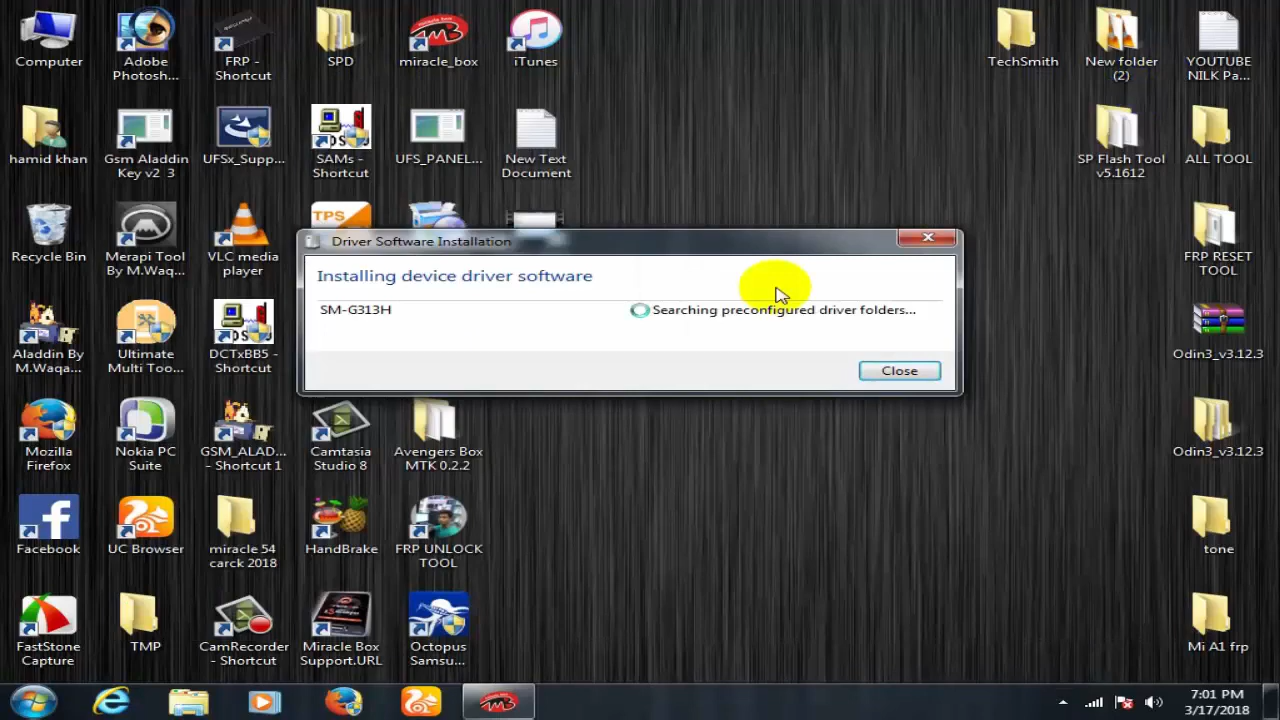 Computer
Adobe
Photosh...
FRP -
Shortcut
SPD
miracle_box
iTunes
TechSmith
New folder
(2)
YOUTUBE
NILK Pa...
hamid khan
Gsm Aladdin
Key v2 3
UFSx_Supp...
SAMs -
Shortcut
UFS_PANEL...
New Text
Document
SP Flash Tool
v5.1612
ALL TOOL
TPS
Recycle Bin
Merapi Tool
By M.Waq...
VLC media
player
FRP RESET
TOOL
Driver Software Installation
Installing device driver software
SM-G313H
Searching preconfigured driver folders...
Close
Aladdin By
M.Waqa...
Ultimate
Multi Too...
DCTxBB5 -
Shortcut
Odin3_v3.12.3
Mozilla
Firefox
Nokia PC
Suite
GSM_ALAD...
- Shortcut 1
Camtasia
Studio 8
Avengers Box
MTK 0.2.2
Odin3_v3.12.3
Facebook
UC Browser
miracle 54
carck 2018
HandBrake
FRP UNLOCK
TOOL
tone
FastStone
Capture
TMP
CamRecorder
- Shortcut
Miracle Box
Support.URL
Octopus
Samsu...
Mi A1 frp
7:01 PM
3/17/2018